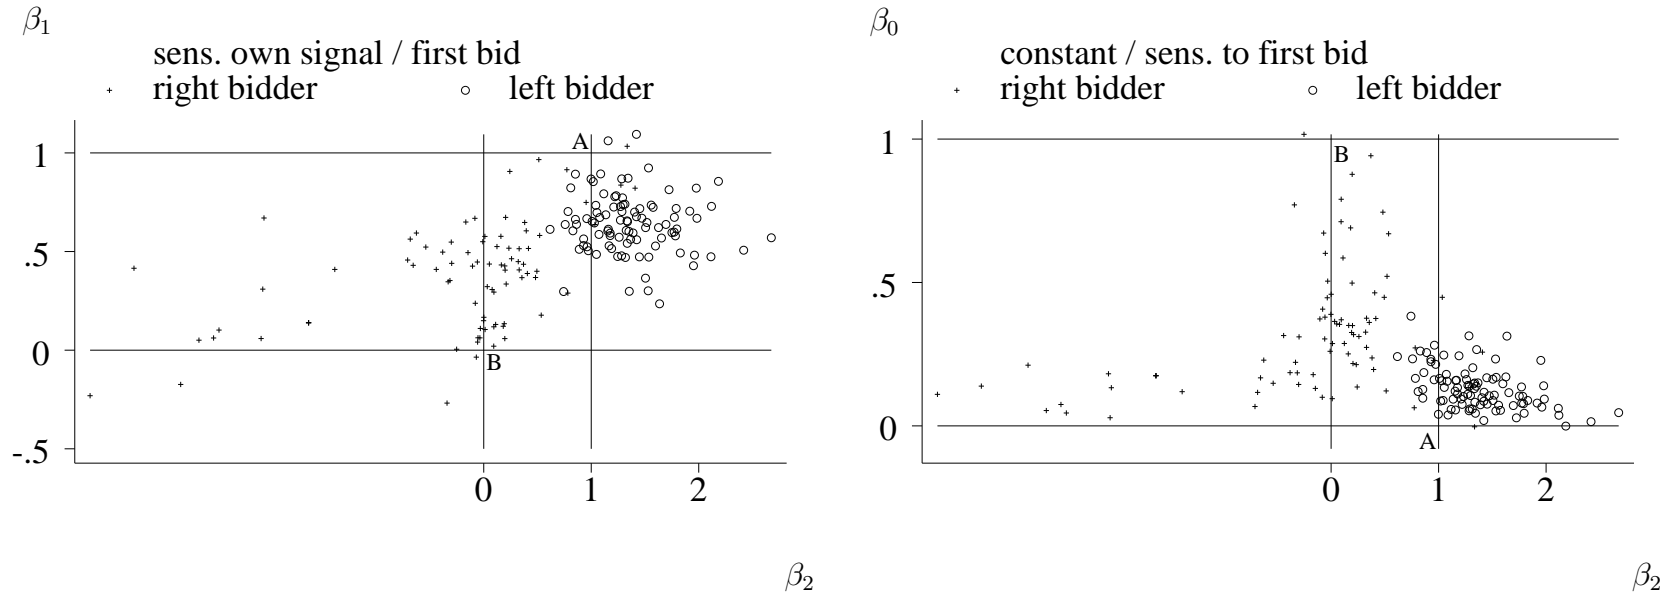 β1
sens. own signal / first bid
right bidder left bidder
1
.5
0
-.5
A
B
0 1 2
β2
β0
constant / sens. to first bid
right bidder left bidder
1
.5
0
B
A
0 1 2
β2